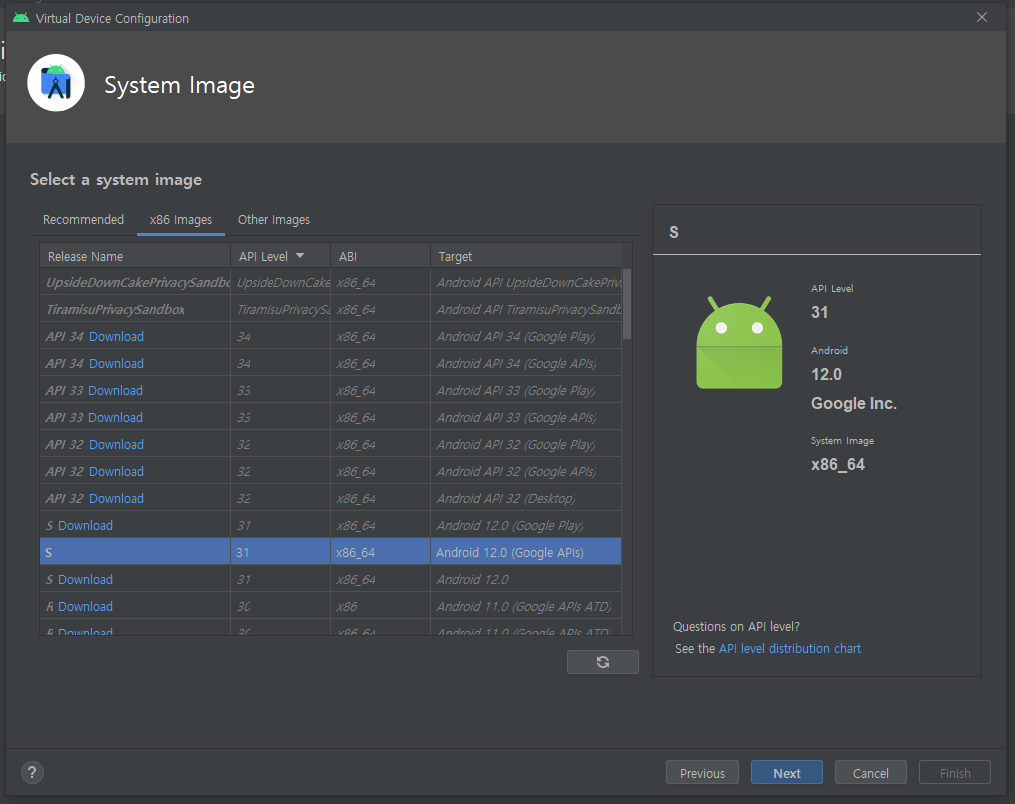 Virtual Device Configuration
System Image
Select a system image
Recommended x86 Images Other Images
Release Name API Level ABI Target
UpsideDownCakePrivacySandbo UpsideDownCake x86_64 Android API UpsideDownCakePriva
TiramisuPrivacySandbox TiramisuPrivacySa x86_64 Android API TiramisuPrivacySandb
API 34 Download 34 x86_64 Android API 34 (Google Play)
API 34 Download 34 x86_64 Android API 34 (Google APIs)
API 33 Download 33 x86_64 Android API 33 (Google Play)
API 33 Download 33 x86_64 Android API 33 (Google APIs)
API 32 Download 32 x86_64 Android API 32 (Google Play)
API 32 Download 32 x86_64 Android API 32 (Google APIs)
API 32 Download 32 x86_64 Android API 32 (Desktop)
S Download 31 x86_64 Android 12.0 (Google Play)
S 31 x86_64 Android 12.0 (Google APIs)
S Download 31 x86_64 Android 12.0
R Download 30 x86 Android 11.0 (Google APIs ATD)
R Download 30 x86_64 Android 11.0 (Google APIs ATD)
S
API Level
31
Android
12.0
Google Inc.
System Image
x86_64
Questions on API level?
See the API level distribution chart
? Previous Next Cancel Finish